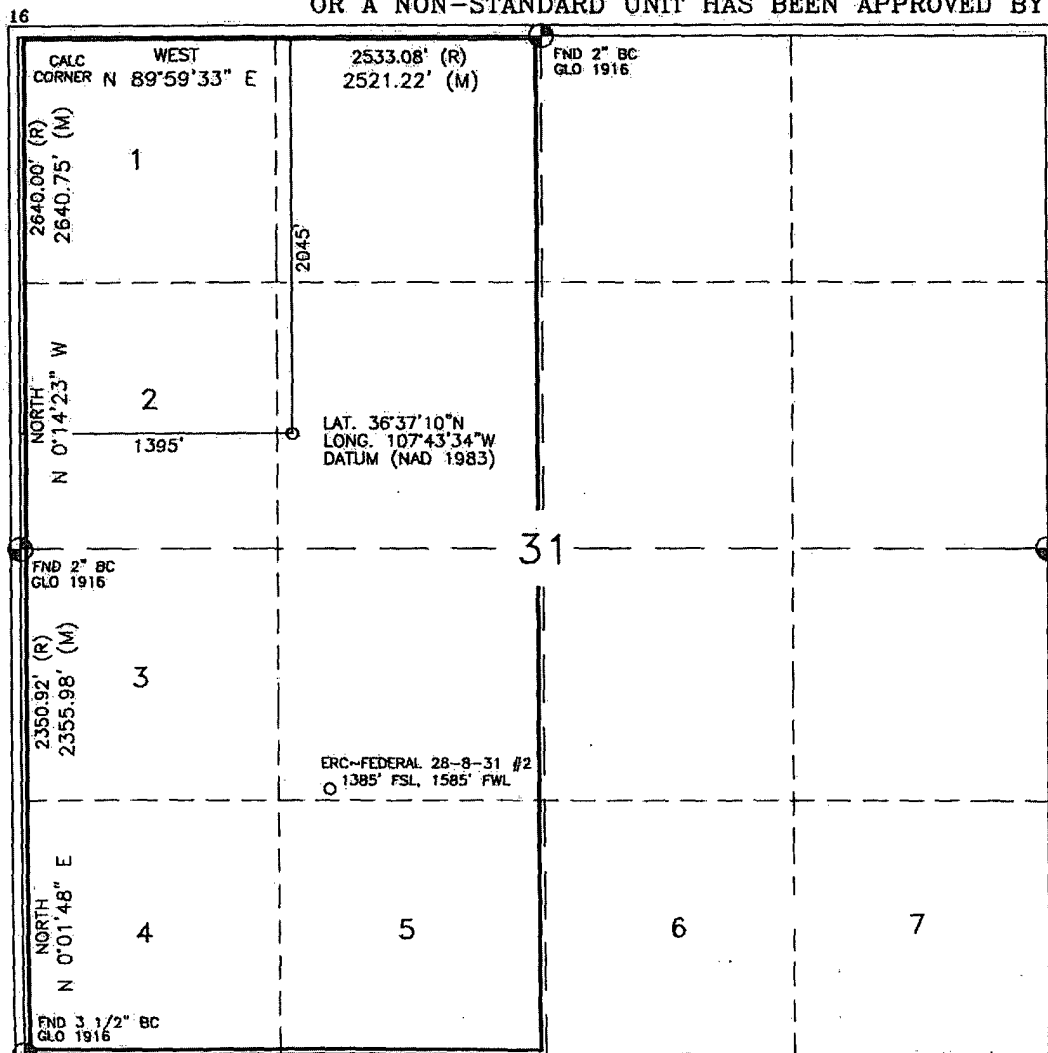 OR A NON-STANDARD UNIT HAS BEEN APPROVED BY
16
CALC
CORNER
WEST
N 89°59'33" E
2533.08' (R)
2521.22' (M)
FND 2" BC
GLO 1916
2640.00' (R)
2640.75' (M)
1
2045'
NORTH
N 0°14'23" W
2
1395'
LAT. 36°37'10"N
LONG. 107°43'34"W
DATUM (NAD 1983)
31
FND 2" BC
GLO 1916
2350.92' (R)
2355.98' (M)
3
ERC~FEDERAL 28-8-31 #2
1385' FSL, 1585' FWL
NORTH
N 0°01'48" E
4
5
6
7
FND 3 1/2" BC
GLO 1916